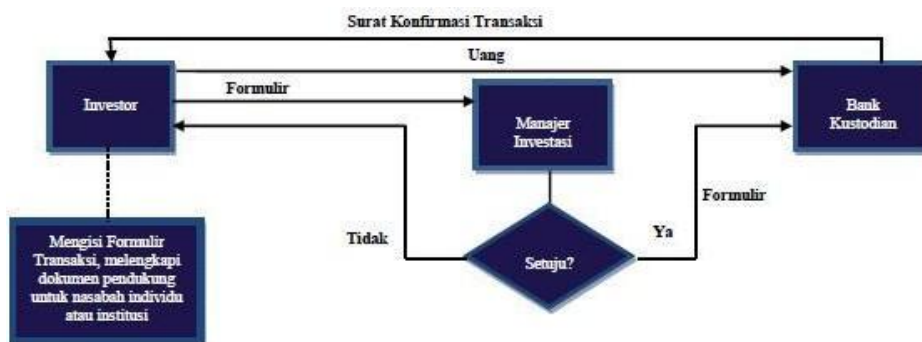 Surat Konfirmasi Transaksi
Uang
Investor
Formulir
Bank
Kustodian
Manajer
Investasi
Formulir
Tidak
Ya
Setuju?
Mengisi Formulir
Transaksi, melengkapi
dokumen pendukung
untuk nasabah individu
atau institusi